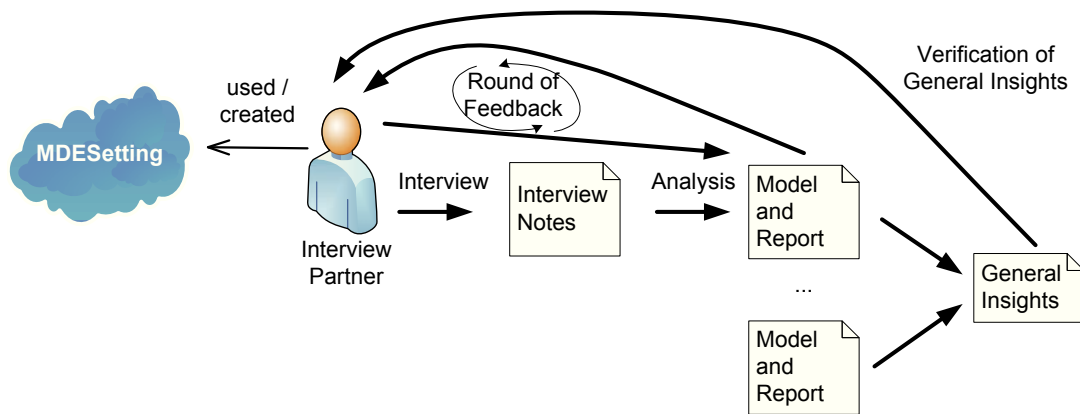 Verification of
General Insights
used /
created
Round of
Feedback
MDESetting
Interview
Partner
Interview
Interview
Notes
Analysis
Model
and
Report
...
Model
and
Report
General
Insights